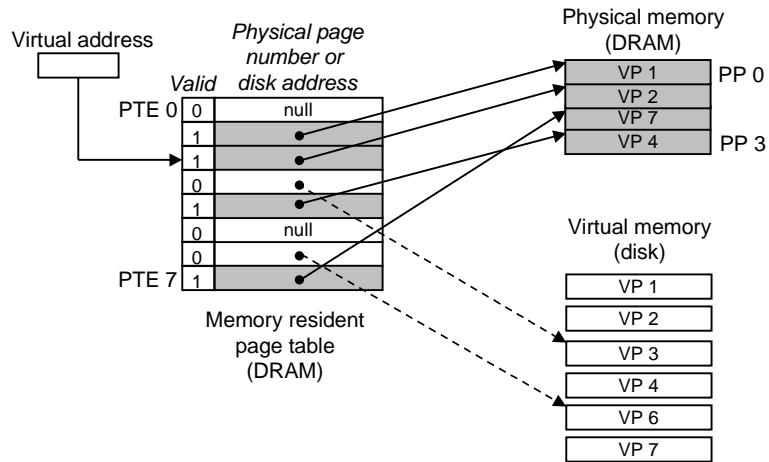 Virtual address
Physical page
number or
disk address
Valid
PTE 0
0
null
1
1
0
1
0
null
0
PTE 7
1
Memory resident
page table
(DRAM)
Physical memory
(DRAM)
VP 1
PP 0
VP 2
VP 7
VP 4
PP 3
Virtual memory
(disk)
VP 1
VP 2
VP 3
VP 4
VP 6
VP 7